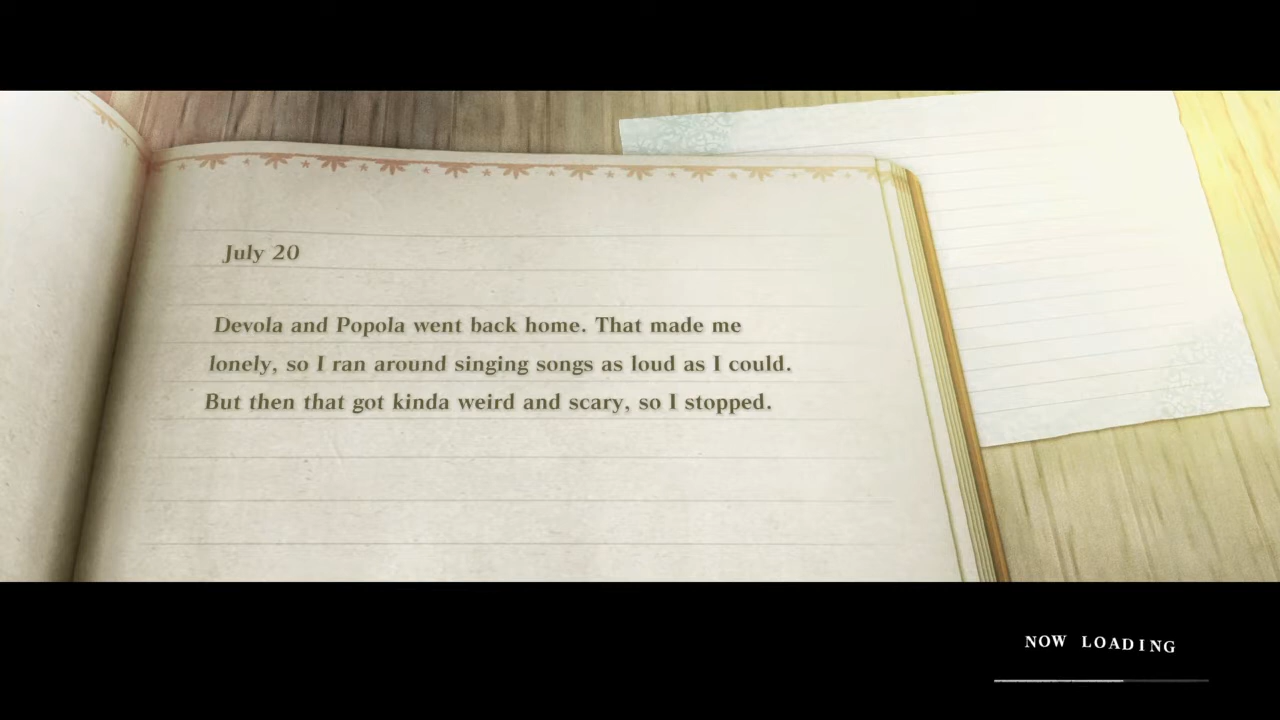 July 20
Devola and Popola went back home. That made me
lonely, so I ran around singing songs as loud as I could.
But then that got kinda weird and scary, so I stopped.
NOW LOADING